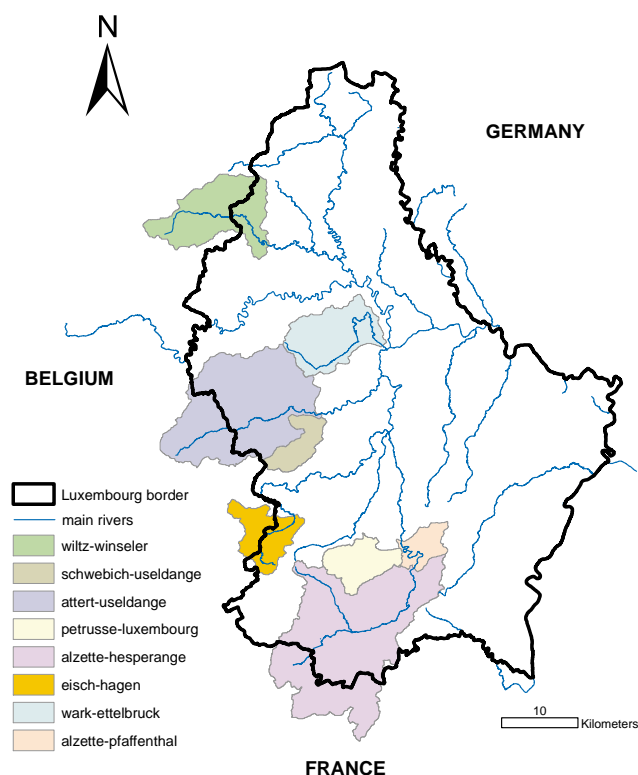 N
GERMANY
BELGIUM
Luxembourg border
main rivers
wiltz-winseler
schwebich-useldange
attert-useldange
petrusse-luxembourg
alzette-hesperange
eisch-hagen
wark-ettelbruck
alzette-pfaffenthal
10
Kilometers
FRANCE